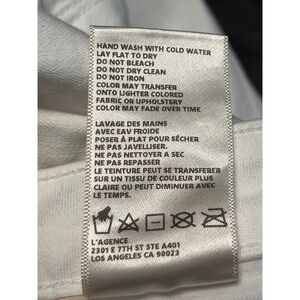 HAND WASH WITH COLD WATER
LAY FLAT TO DRY
DO NOT BLEACH
DO NOT DRY CLEAN
DO NOT IRON
COLOR MAY TRANSFER
ONTO LIGHTER COLORED
FABRIC OR UPHOLSTERY
COLOR MAY FADE OVER TIME
LAVAGE DES MAINS
AVEC EAU FROIDE
POSER Á PLAT POUR SÉCHER
NE PAS JAVELLISER.
NE PAS NETTOYER A SEC
NE PAS REPASSER
LE TEINTURE PEUT SE TRANSFERER
SUR UN TISSU DE COULEUR PLUS
CLAIRE OU PEUT DIMINUER AVEC
LE TEMPS.
L'AGENCE
2301 E 7TH ST STE A401
LOS ANGELES CA 90023